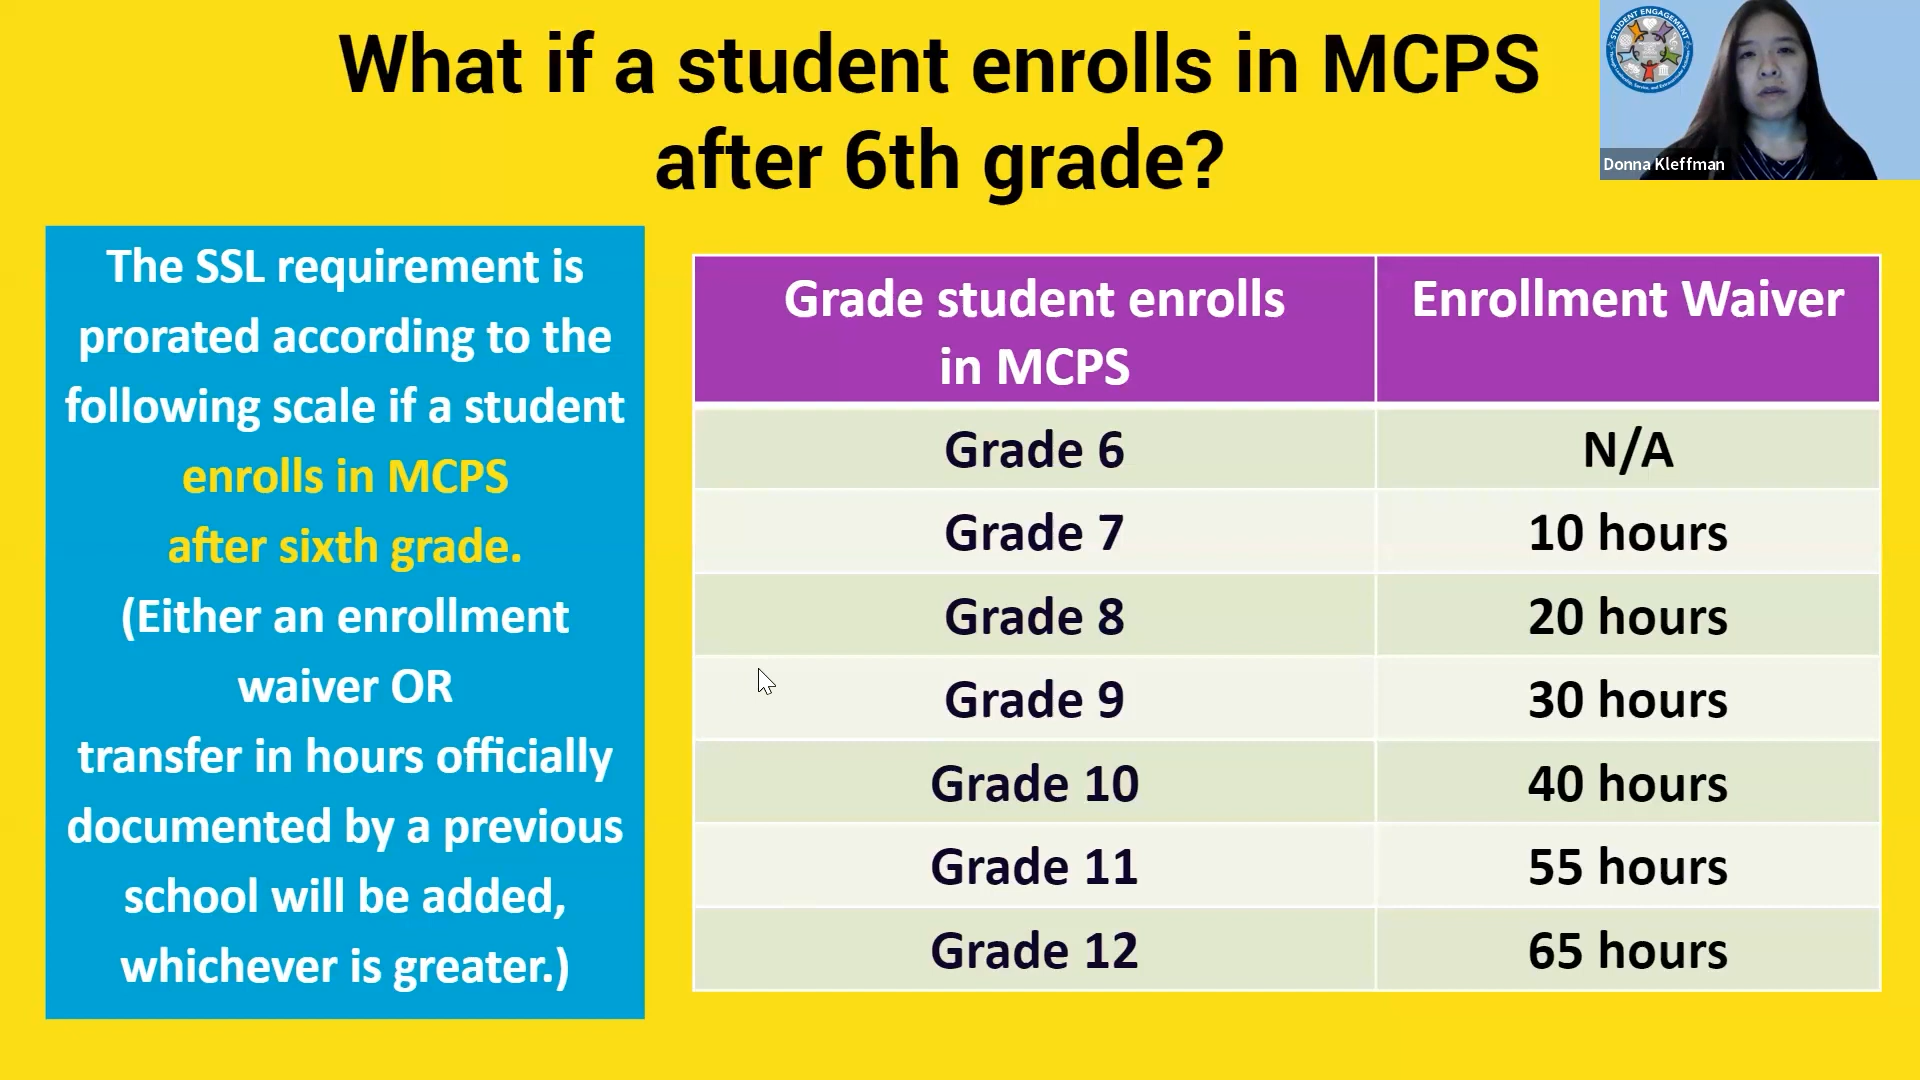 What if a student enrolls in MCPS
after 6th grade?
STUDENT ENGAGEMENT
Donna Kleffman
The SSL requirement is
prorated according to the
following scale if a student
enrolls in MCPS
after sixth grade.
(Either an enrollment
waiver OR
transfer in hours officially
documented by a previous
school will be added,
whichever is greater.)
Grade student enrolls
in MCPS
Enrollment Waiver
Grade 6 N/A
Grade 7 10 hours
Grade 8 20 hours
Grade 9 30 hours
Grade 10 40 hours
Grade 11 55 hours
Grade 12 65 hours